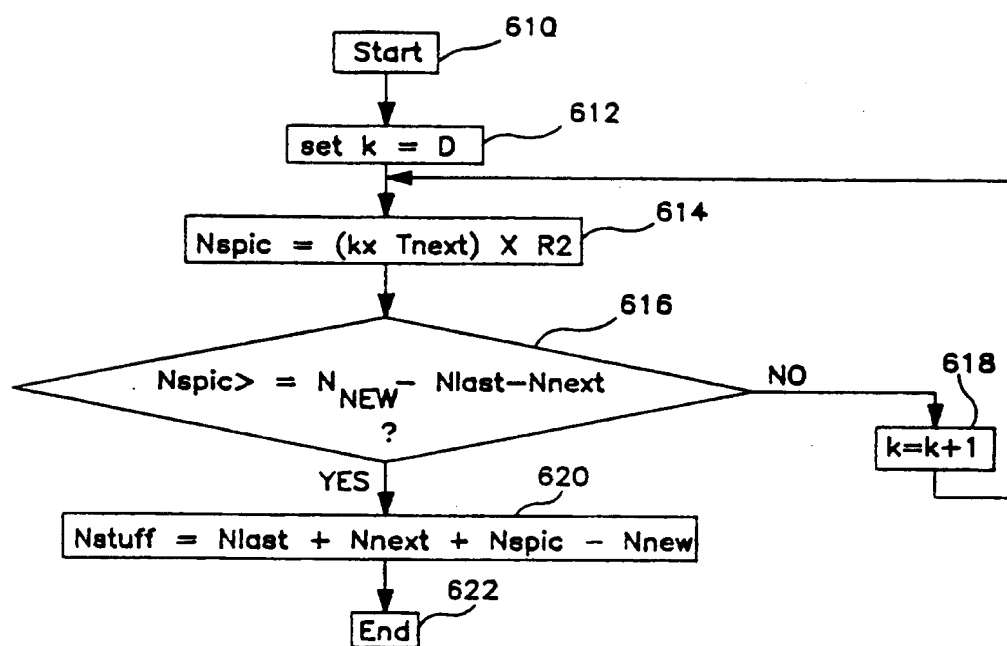 610
Start
612
set k = D
614
Nspic = (kx Tnext) X R2
616
Nspic> = N NEW - Nlast-Nnext
?
NO
618
k=k+1
YES
620
Nstuff = Nlast + Nnext + Nspic - Nnew
622
End